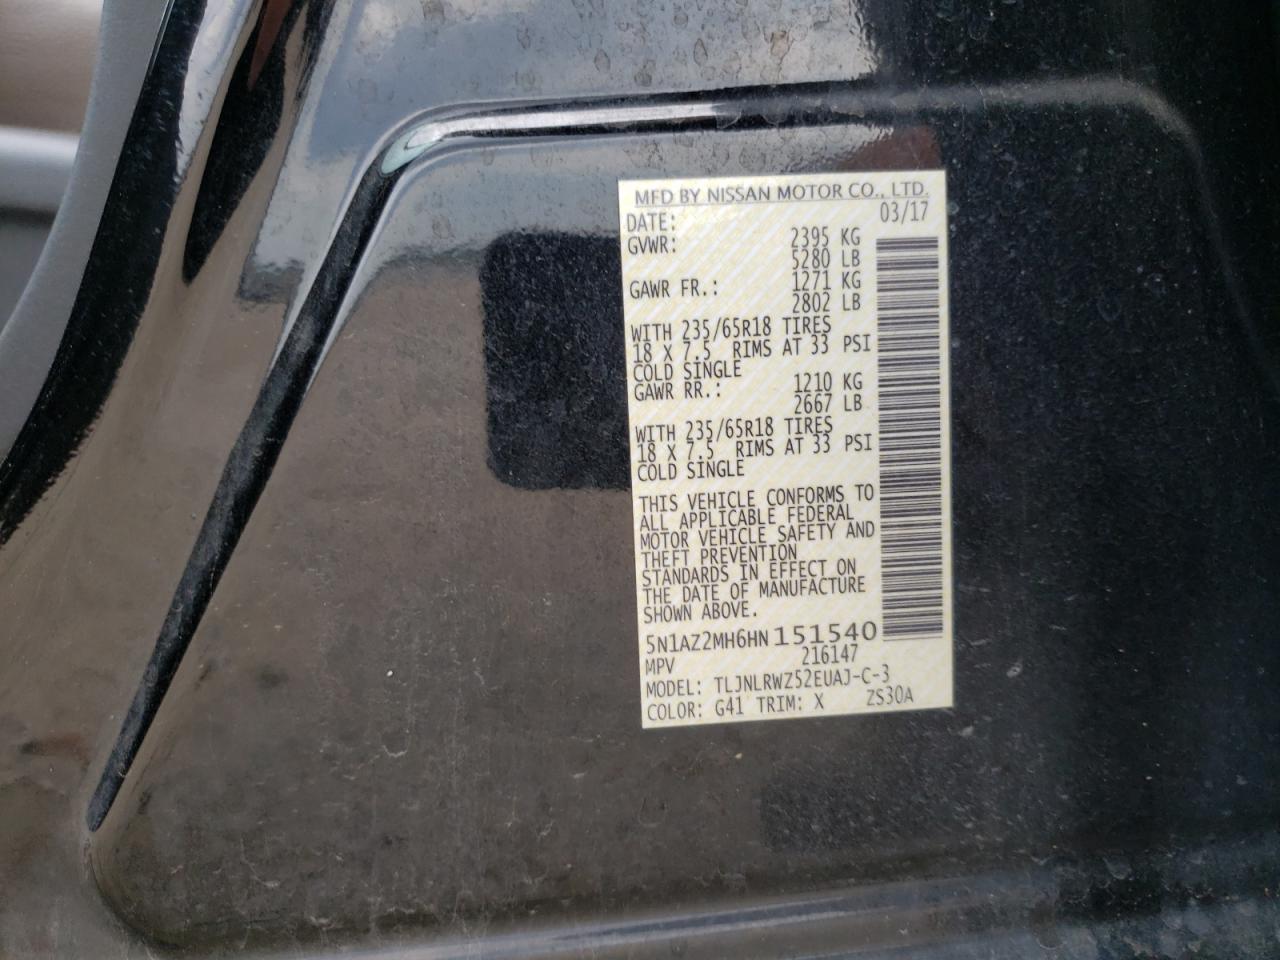 MFD BY NISSAN MOTOR CO., LTD.
DATE: 03/17
GVWR: 2395 KG
5280 LB
GAWR FR.: 1271 KG
2802 LB
WITH 235/65R18 TIRES
18 X 7.5 RIMS AT 33 PSI
COLD SINGLE
GAWR RR.: 1210 KG
2667 LB
WITH 235/65R18 TIRES
18 X 7.5 RIMS AT 33 PSI
COLD SINGLE
THIS VEHICLE CONFORMS TO
ALL APPLICABLE FEDERAL
MOTOR VEHICLE SAFETY AND
THEFT PREVENTION
STANDARDS IN EFFECT ON
THE DATE OF MANUFACTURE
SHOWN ABOVE.
5N1AZ2MH6HN151540
MPV 216147
MODEL: TLJNLRWZ52EUAJ-C-3
COLOR: G41 TRIM: X ZS30A